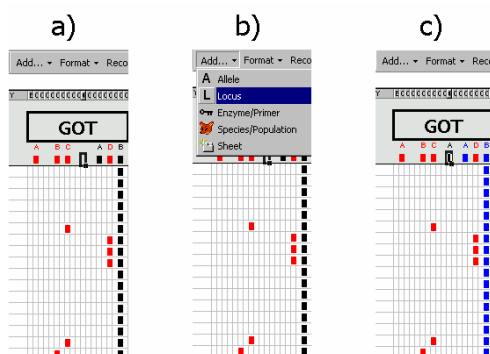 a)
Add... Format Reco
GOT
A B C A D B
b)
Add... Format Reco
A Allele
L Locus
Enzyme/Primer
Species/Population
Sheet
c)
Add... Format Reco
GOT
A B C A A D B